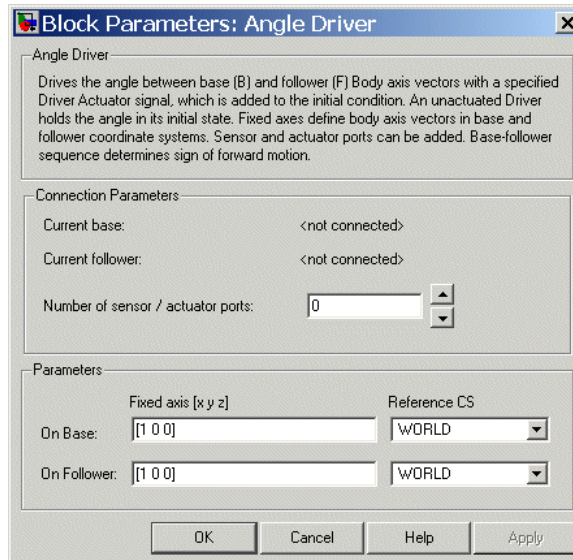 Block Parameters: Angle Driver
Angle Driver
Drives the angle between base (B) and follower (F) Body axis vectors with a specified
Driver Actuator signal, which is added to the initial condition. An unactuated Driver
holds the angle in its initial state. Fixed axes define body axis vectors in base and
follower coordinate systems. Sensor and actuator ports can be added. Base-follower
sequence determines sign of forward motion.
Connection Parameters
Current base: <not connected>
Current follower: <not connected>
Number of sensor / actuator ports: 0
Parameters
Fixed axis [x y z] Reference CS
On Base: [1 0 0] WORLD
On Follower: [1 0 0] WORLD
OK Cancel Help Apply